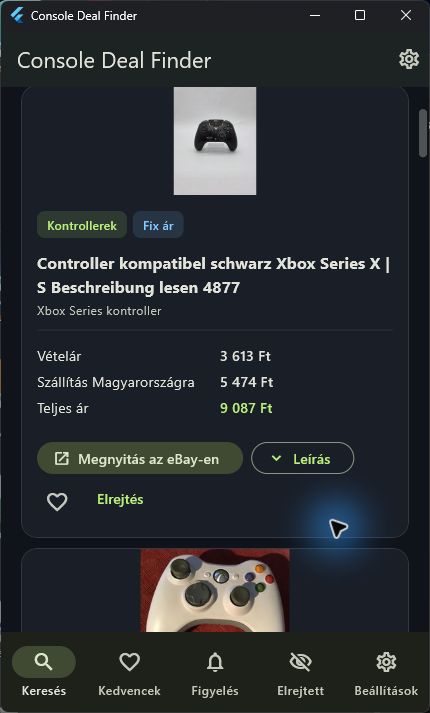 Console Deal Finder
Console Deal Finder
Kontrollerek
Fix ár
Controller kompatibel schwarz Xbox Series X |
S Beschreibung lesen 4877
Xbox Series kontroller
Vételár 3 613 Ft
Szállítás Magyarországra 5 474 Ft
Teljes ár 9 087 Ft
Megnyitás az eBay-en
Leírás
Elrejtés
Keresés
Kedvencek
Figyelés
Elrejtett
Beállítások